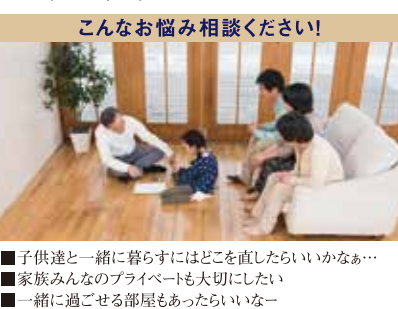 こんなお悩み相談ください！
■子供達と一緒に暮らすにはどこを直したらいいかなぁ…
■家族みんなのプライベートも大切にしたい
■一緒に過ごせる部屋もあったらいいなー